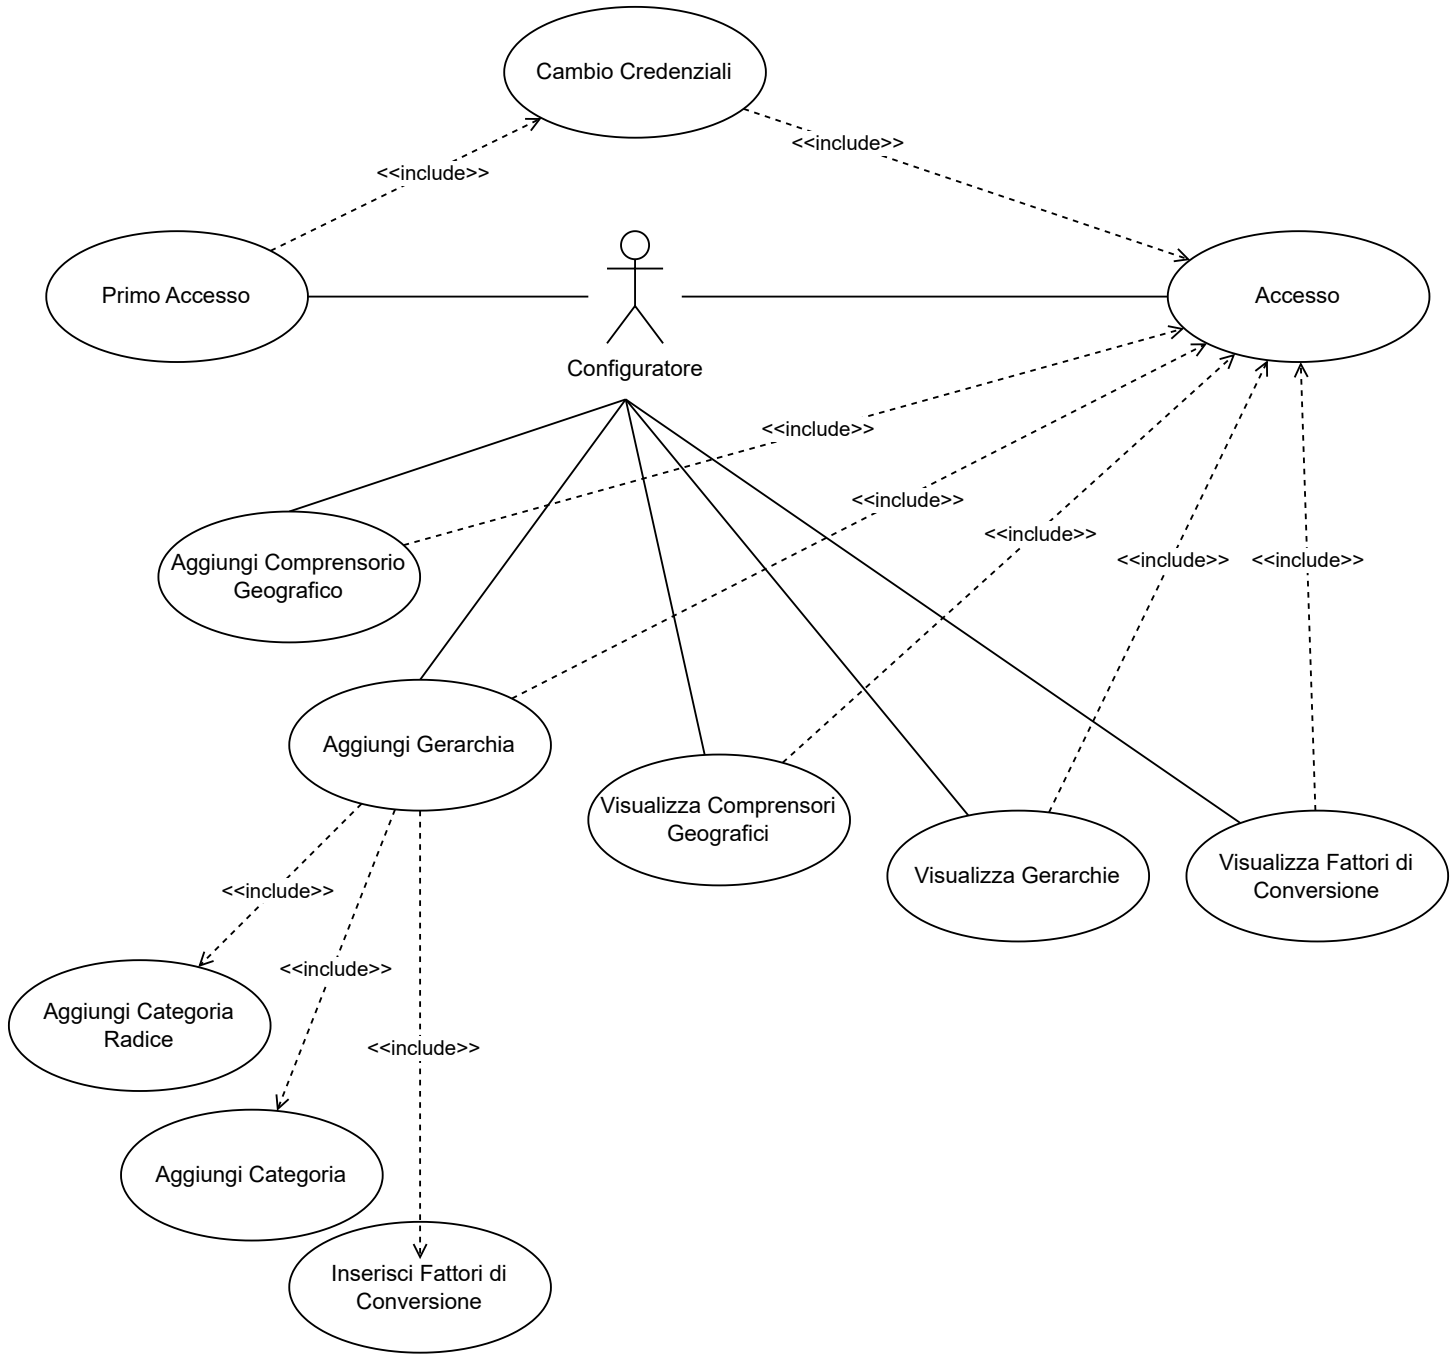 Cambio Credenziali
<<include>>
<<include>>
Primo Accesso
Accesso
Configuratore
<<include>>
<<include>>
<<include>>
<<include>>
<<include>>
Aggiungi Comprensorio
Geografico
Aggiungi Gerarchia
Visualizza Comprensori
Geografici
Visualizza Gerarchie
Visualizza Fattori di
Conversione
<<include>>
<<include>>
<<include>>
Aggiungi Categoria
Radice
Aggiungi Categoria
Inserisci Fattori di
Conversione